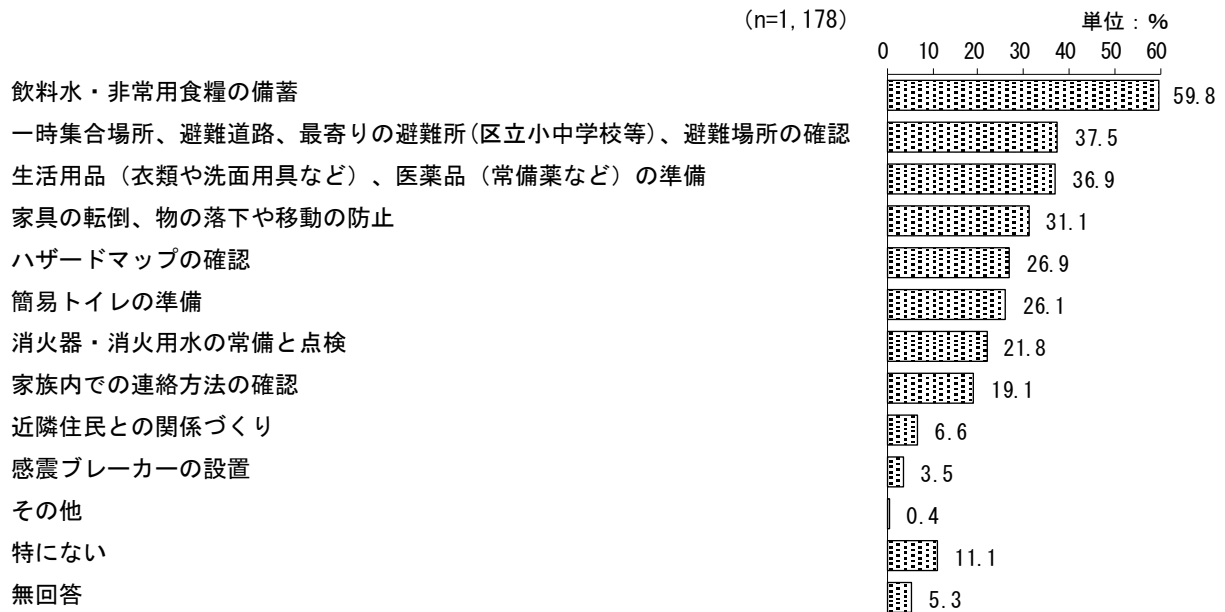 （n=1,178） 単位：％
0 10 20 30 40 50 60
飲料水・非常用食糧の備蓄 59.8
一時集合場所、避難道路、最寄りの避難所(区立小中学校等)、避難場所の確認 37.5
生活用品（衣類や洗面用具など）、医薬品（常備薬など）の準備 36.9
家具の転倒、物の落下や移動の防止 31.1
ハザードマップの確認 26.9
簡易トイレの準備 26.1
消火器・消火用水の常備と点検 21.8
家族内での連絡方法の確認 19.1
近隣住民との関係づくり 6.6
感震ブレーカーの設置 3.5
その他 0.4
特にない 11.1
無回答 5.3